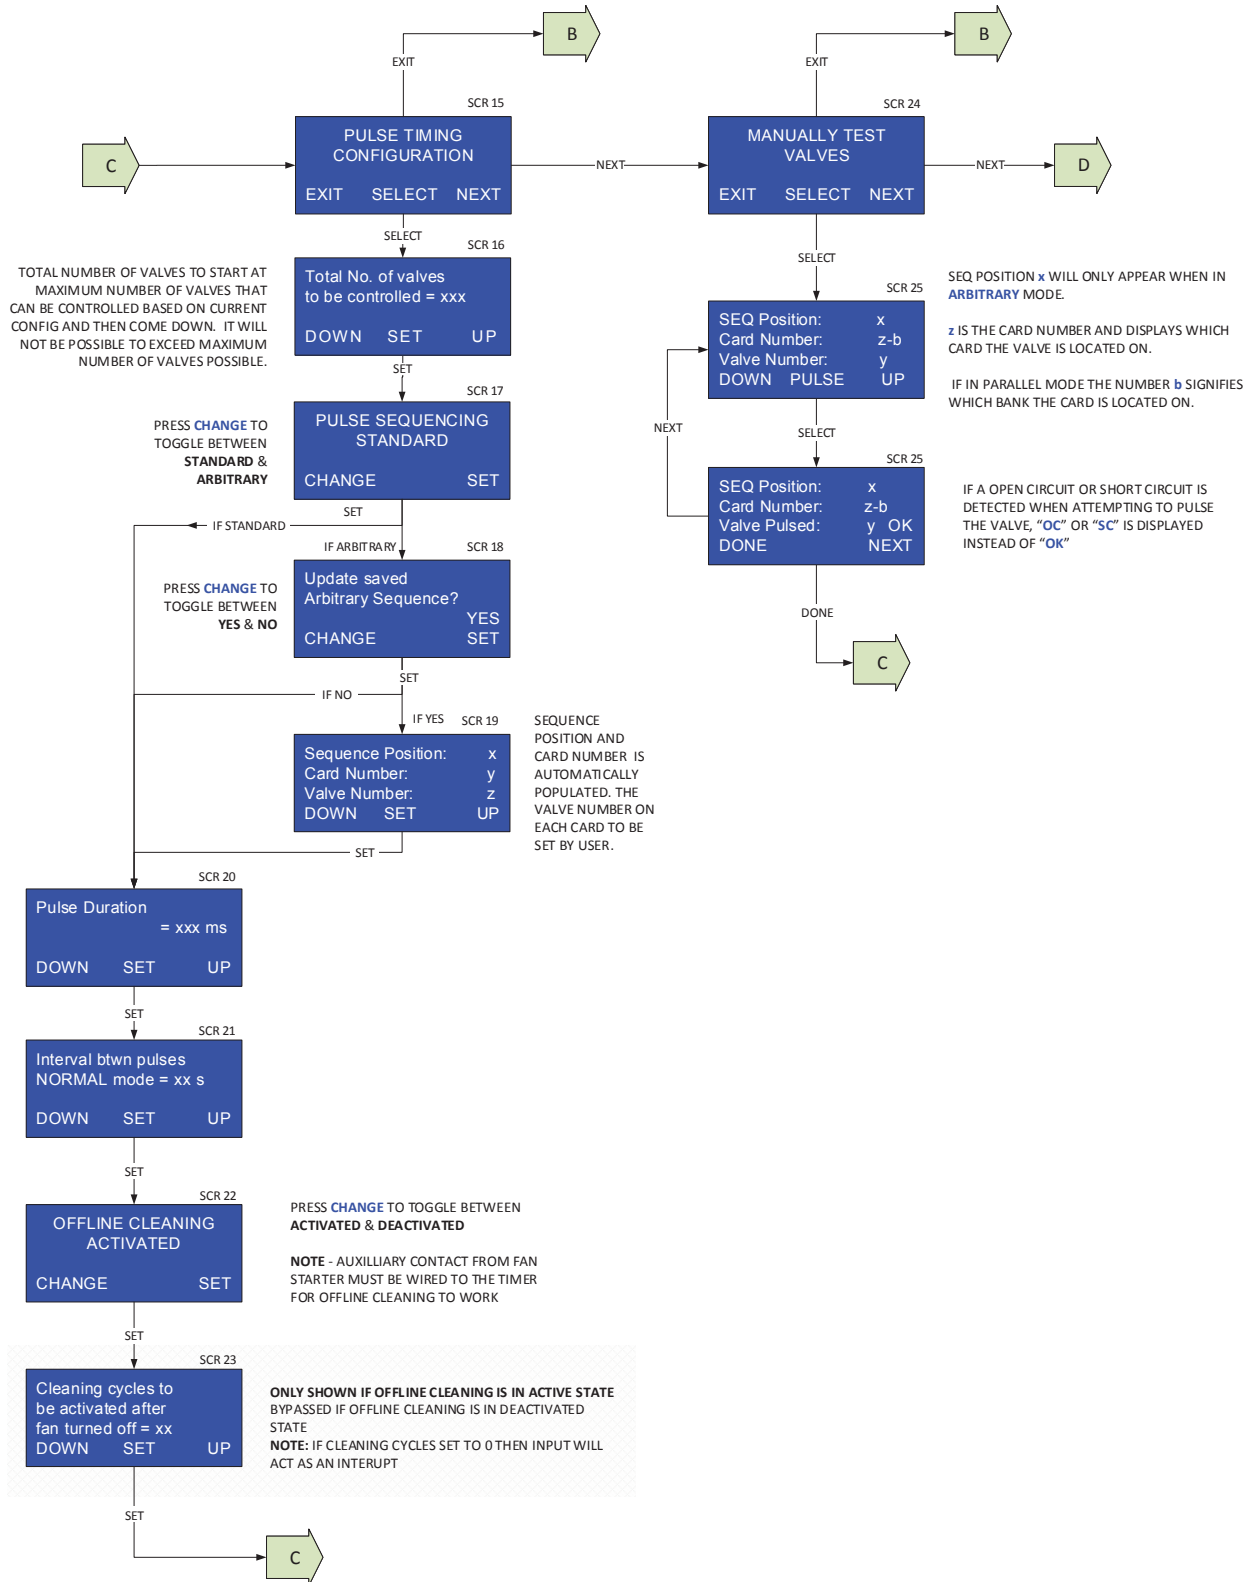 B
B
EXIT
EXIT
SCR 15
SCR 24
C
PULSE TIMING
CONFIGURATION
EXIT SELECT NEXT
NEXT
MANUALLY TEST
VALVES
EXIT SELECT NEXT
NEXT
D
SELECT
SCR 16
TOTAL NUMBER OF VALVES TO START AT
MAXIMUM NUMBER OF VALVES THAT
CAN BE CONTROLLED BASED ON CURRENT
CONFIG AND THEN COME DOWN. IT WILL
NOT BE POSSIBLE TO EXCEED MAXIMUM
NUMBER OF VALVES POSSIBLE.
Total No. of valves
to be controlled = xxx
DOWN SET UP
SELECT
SCR 25
SEQ Position: x
Card Number: z-b
Valve Number: y
DOWN PULSE UP
SEQ POSITION x WILL ONLY APPEAR WHEN IN
ARBITRARY MODE.
z IS THE CARD NUMBER AND DISPLAYS WHICH
CARD THE VALVE IS LOCATED ON.
IF IN PARALLEL MODE THE NUMBER b SIGNIFIES
WHICH BANK THE CARD IS LOCATED ON.
SET
SCR 17
PRESS CHANGE TO
TOGGLE BETWEEN
STANDARD &
ARBITRARY
PULSE SEQUENCING
STANDARD
CHANGE SET
NEXT
SELECT
SCR 25
SEQ Position: x
Card Number: z-b
Valve Pulsed: y OK
DONE NEXT
IF A OPEN CIRCUIT OR SHORT CIRCUIT IS
DETECTED WHEN ATTEMPTING TO PULSE
THE VALVE, “OC” OR “SC” IS DISPLAYED
INSTEAD OF “OK”
SET
IF STANDARD
IF ARBITRARY
SCR 18
PRESS CHANGE TO
TOGGLE BETWEEN
YES & NO
Update saved
Arbitrary Sequence?
YES
CHANGE SET
DONE
C
SET
IF NO
IF YES
SCR 19
Sequence Position: x
Card Number: y
Valve Number: z
DOWN SET UP
SEQUENCE
POSITION AND
CARD NUMBER IS
AUTOMATICALLY
POPULATED. THE
VALVE NUMBER ON
EACH CARD TO BE
SET BY USER.
SET
SCR 20
Pulse Duration
= xxx ms
DOWN SET UP
SET
SCR 21
Interval btwn pulses
NORMAL mode = xx s
DOWN SET UP
SET
SCR 22
OFFLINE CLEANING
ACTIVATED
CHANGE SET
PRESS CHANGE TO TOGGLE BETWEEN
ACTIVATED & DEACTIVATED
NOTE - AUXILLIARY CONTACT FROM FAN
STARTER MUST BE WIRED TO THE TIMER
FOR OFFLINE CLEANING TO WORK
SET
SCR 23
Cleaning cycles to
be activated after
fan turned off = xx
DOWN SET UP
ONLY SHOWN IF OFFLINE CLEANING IS IN ACTIVE STATE
BYPASSED IF OFFLINE CLEANING IS IN DEACTIVATED
STATE
NOTE: IF CLEANING CYCLES SET TO 0 THEN INPUT WILL
ACT AS AN INTERUPT
SET
C